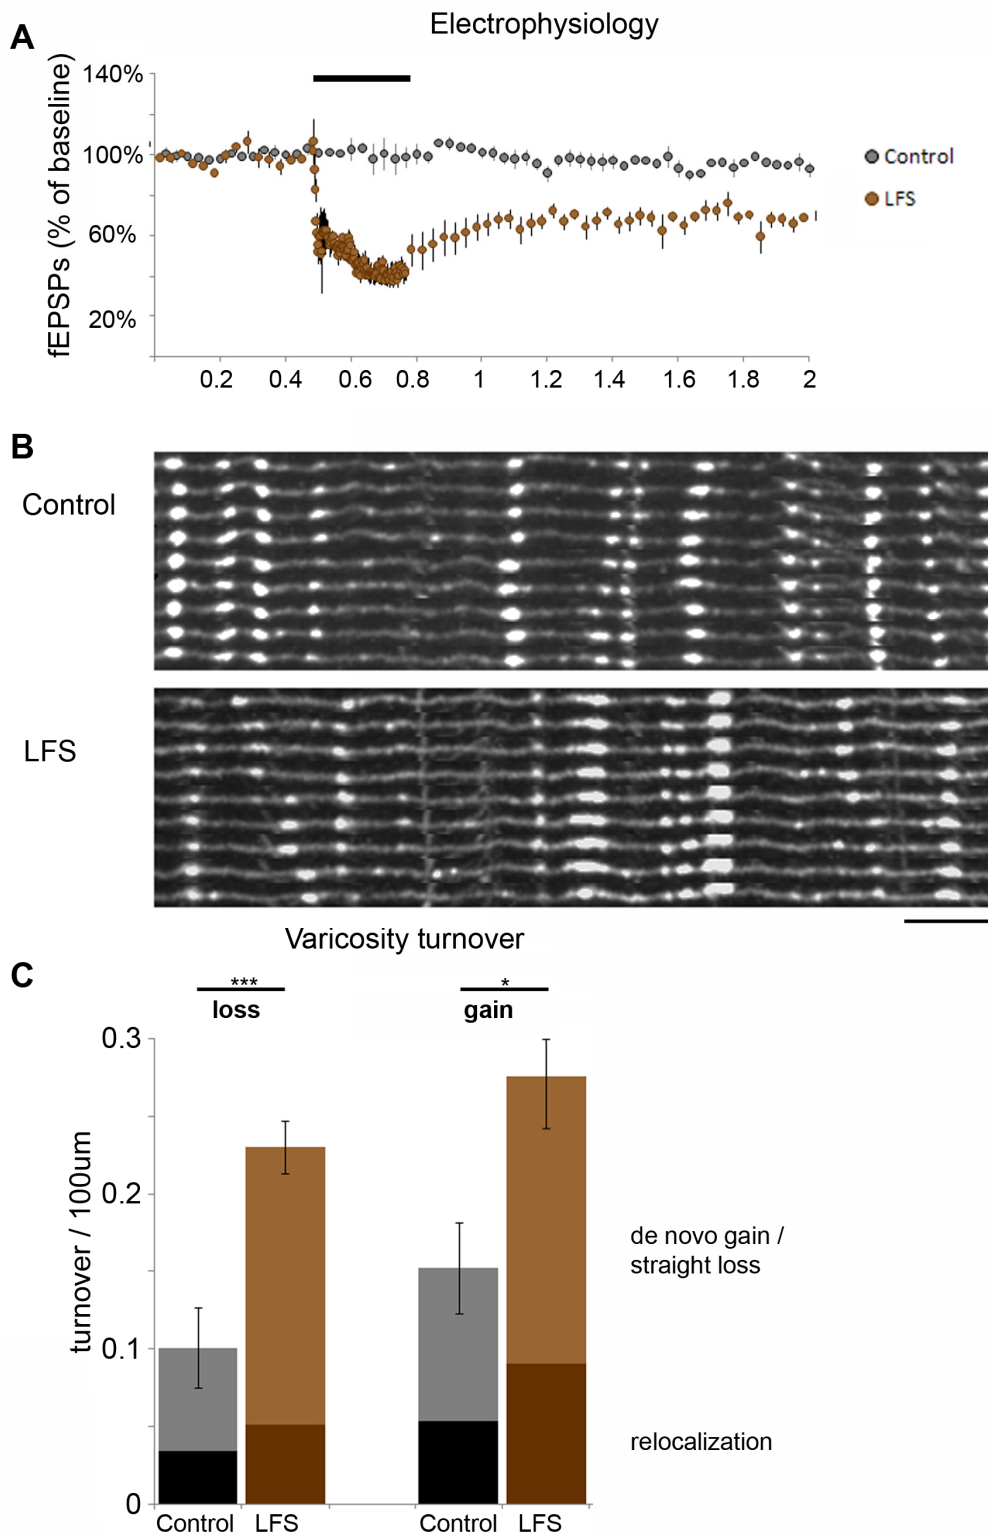 A
Electrophysiology
fEPSPs (% of baseline)
140%
100%
60%
20%
0.2 0.4 0.6 0.8 1 1.2 1.4 1.6 1.8 2
Control
LFS
B
Control
LFS
C
Varicosity turnover
*** *
loss gain
turnover / 100um
0.3
0.2
0.1
0
de novo gain /
straight loss
relocalization
Control LFS Control LFS